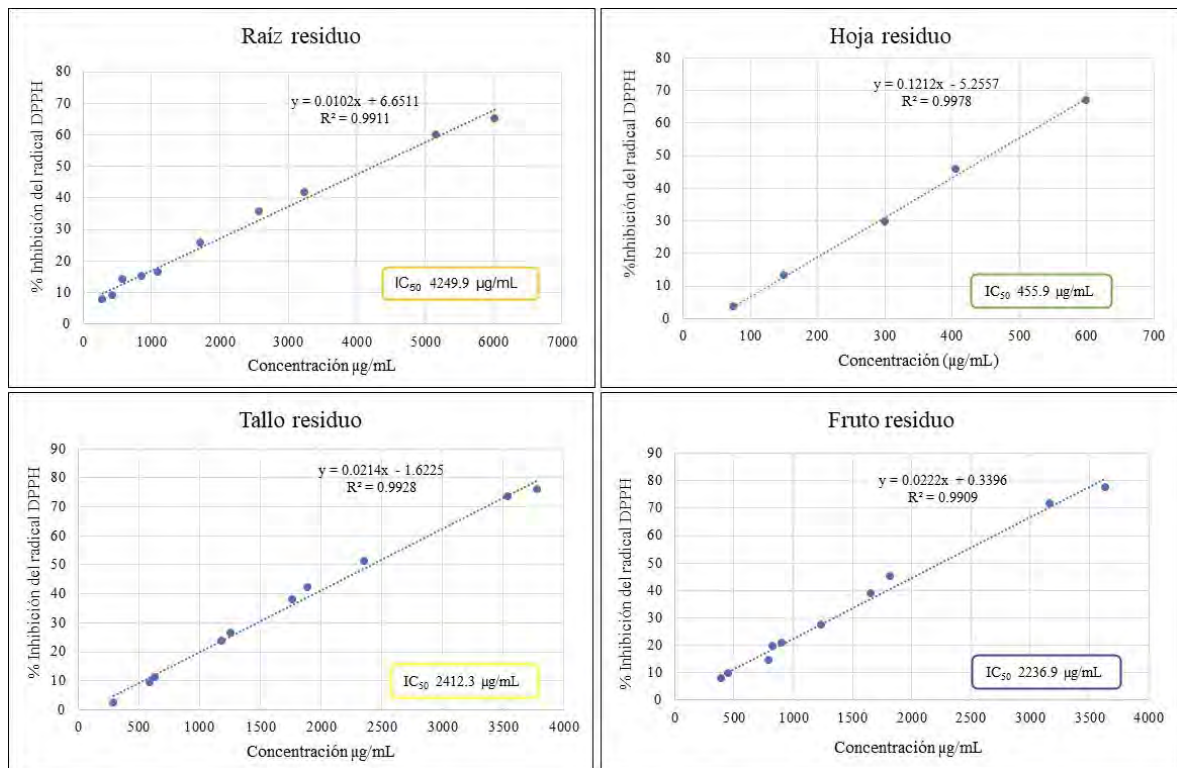 Raíz residuo
% Inhibición del radical DPPH
80
70
60
50
40
30
20
10
0
y = 0.0102x + 6.6511
R² = 0.9911
IC₅₀ 4249.9 µg/mL
0 1000 2000 3000 4000 5000 6000 7000
Concentración µg/mL
Hoja residuo
%Inhibición del radical DPPH
80
70
60
50
40
30
20
10
0
y = 0.1212x - 5.2557
R² = 0.9978
IC₅₀ 455.9 µg/mL
0 100 200 300 400 500 600 700
Concentración (µg/mL)
Tallo residuo
% Inhibición del radical DPPH
90
80
70
60
50
40
30
20
10
0
y = 0.0214x - 1.6225
R² = 0.9928
IC₅₀ 2412.3 µg/mL
0 500 1000 1500 2000 2500 3000 3500 4000
Concentración µg/mL
Fruto residuo
% Inhibición del radical DPPH
90
80
70
60
50
40
30
20
10
0
y = 0.0222x + 0.3396
R² = 0.9909
IC₅₀ 2236.9 µg/mL
0 500 1000 1500 2000 2500 3000 3500 4000
Concentración µg/mL